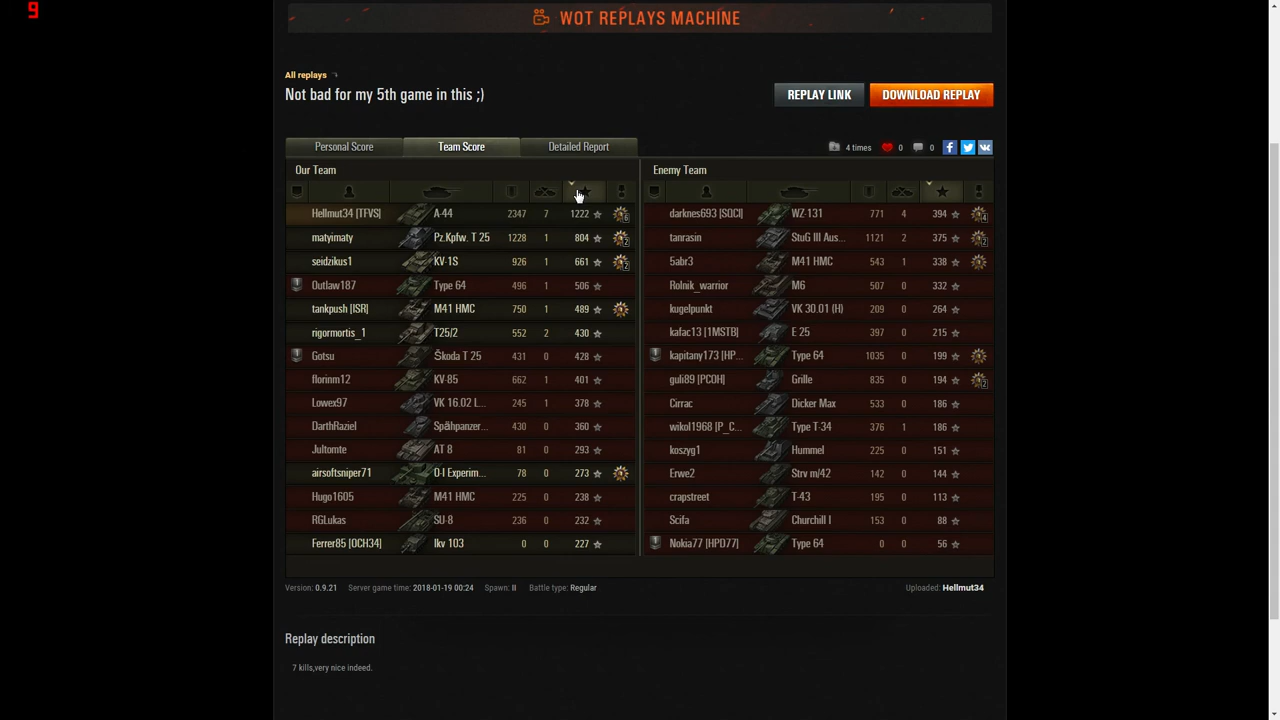 9
WOT REPLAYS MACHINE
All replays
Not bad for my 5th game in this ;)
REPLAY LINK
DOWNLOAD REPLAY
Personal Score Team Score Detailed Report
4 times 0 0
Our Team
Hellmut34 [TFVS] A-44 2347 7 1222 6
matyimaty Pz.Kpfw. T 25 1228 1 804 2
seidzikus1 KV-1S 926 1 661 2
Outlaw187 Type 64 496 1 506
tankpush [ISR] M41 HMC 750 1 489
rigormortis_1 T25/2 552 2 430
Gotsu Škoda T 25 431 0 428
florinm12 KV-85 662 1 401
Lowex97 VK 16.02 L... 245 1 378
DarthRaziel Spähpanzer... 430 0 360
Jultomte AT 8 81 0 293
airsoftsniper71 O-I Experim... 78 0 273
Hugo1605 M41 HMC 225 0 238
RGLukas SU-8 236 0 232
Ferrer85 [OCH34] Ikv 103 0 0 227
Enemy Team
darknes693 [SQCI] WZ-131 771 4 394 4
tanrasin StuG III Aus... 1121 2 375 2
5abr3 M41 HMC 543 1 338
Rolnik_warrior M6 507 0 332
kugelpunkt VK 30.01 (H) 209 0 264
kafac13 [1MSTB] E 25 397 0 215
kapitany173 [HP... Type 64 1035 0 199
guli89 [PCOH] Grille 835 0 194 2
Cirrac Dicker Max 533 0 186
wikol1968 [P_C... Type T-34 376 1 186
koszyg1 Hummel 225 0 151
Erwe2 Strv m/42 142 0 144
crapstreet T-43 195 0 113
Scifa Churchill I 153 0 88
Nokia77 [HPD77] Type 64 0 0 56
Version: 0.9.21 Server game time: 2018-01-19 00:24 Spawn: II Battle type: Regular
Uploaded: Hellmut34
Replay description
7 kills,very nice indeed.